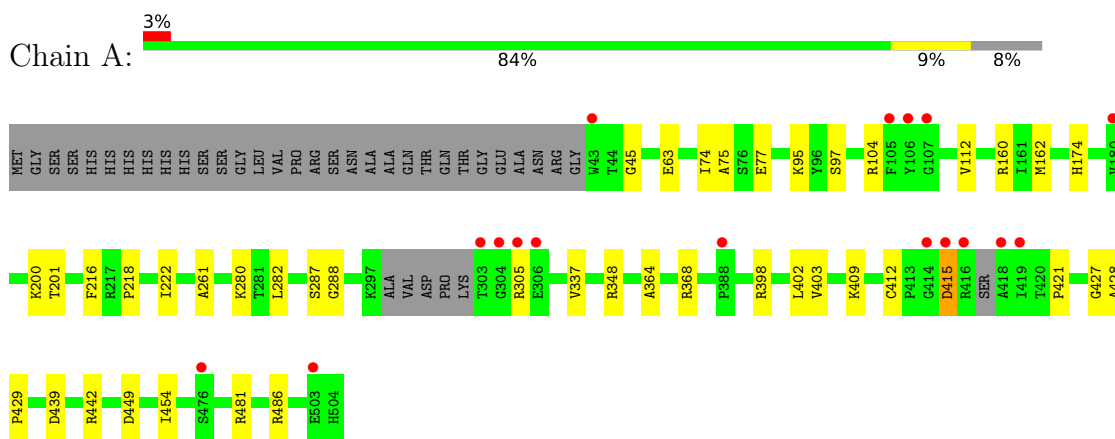 3%
Chain A:
84% 9% 8%
MET GLY SER SER HIS HIS HIS HIS HIS HIS SER SER GLY LEU VAL PRO ARG SER ASN ALA ALA GLN THR GLN THR GLY GLU ALA ASN ARG GLY W43 T44 G45 E63 I74 A75 S76 E77 K95 Y96 S97 R104 F105 Y106 G107 V112 R160 I161 M162 H174
K200 T201 F216 R217 P218 I222 A261 K280 T281 L282 S287 G288 K297 ALA VAL ASP PRO LYS T303 G304 R305 E306 V337 R348 A364 R368 P388 R398 L402 V403 K409 C412 P413 G414 D415 R416 SER A418 I419 T420 P421 G427 A428
P429 D439 R442 D449 I454 S476 R481 R486 E503 H504